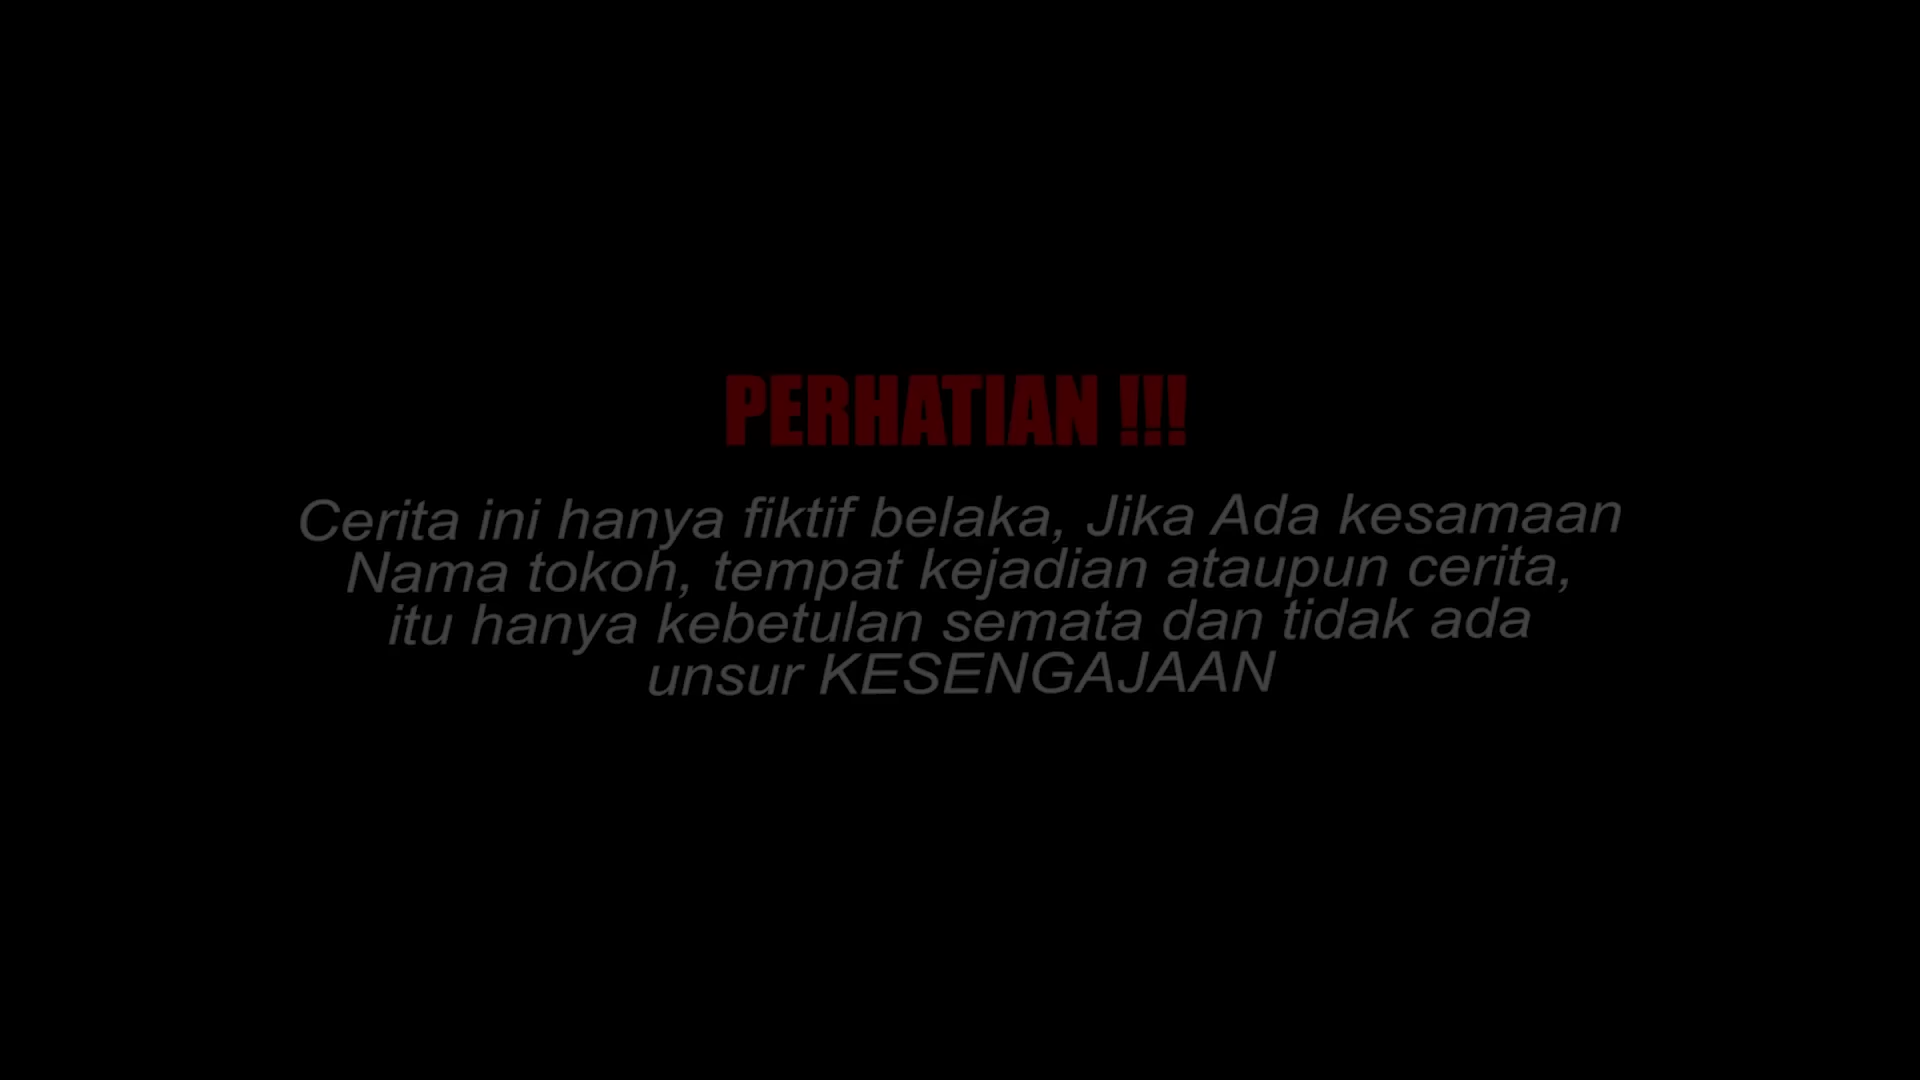 PERHATIAN !!!
Cerita ini hanya fiktif belaka, Jika Ada kesamaan
Nama tokoh, tempat kejadian ataupun cerita,
itu hanya kebetulan semata dan tidak ada
unsur KESENGAJAAN